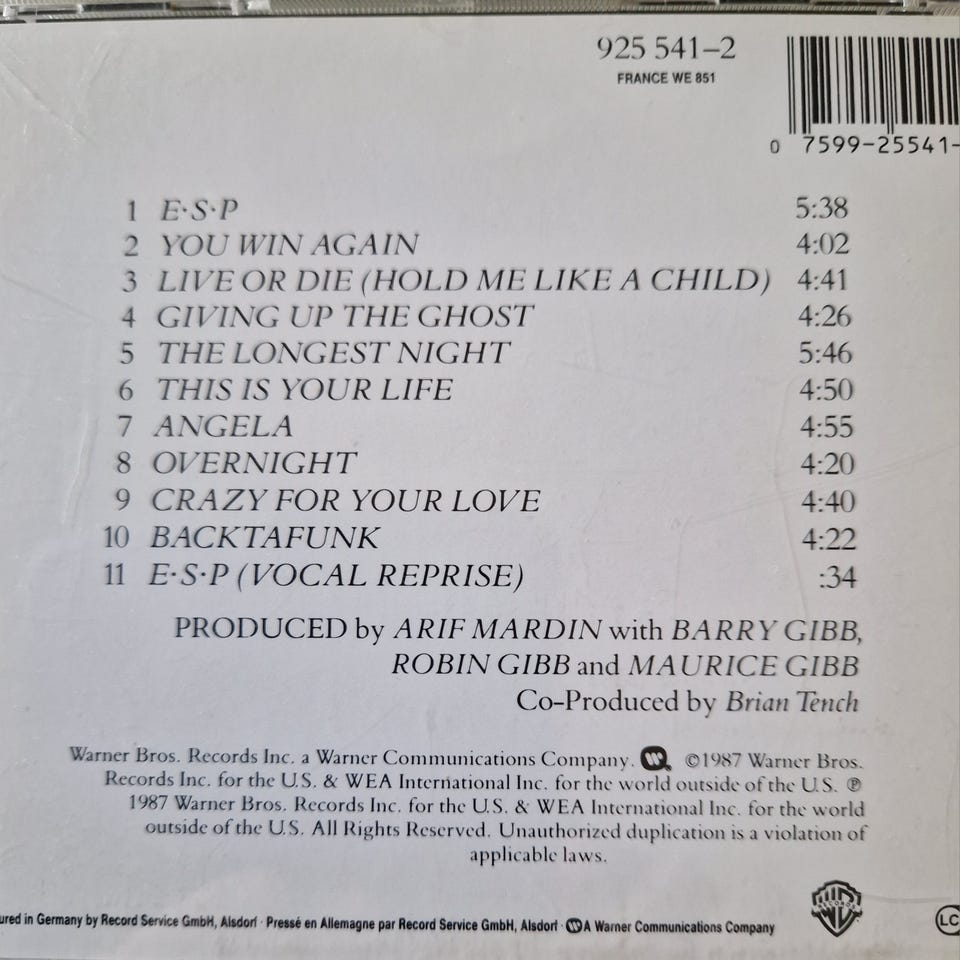 925 541–2
FRANCE WE 851
0 7599-25541-
1 E·S·P 5:38
2 YOU WIN AGAIN 4:02
3 LIVE OR DIE (HOLD ME LIKE A CHILD) 4:41
4 GIVING UP THE GHOST 4:26
5 THE LONGEST NIGHT 5:46
6 THIS IS YOUR LIFE 4:50
7 ANGELA 4:55
8 OVERNIGHT 4:20
9 CRAZY FOR YOUR LOVE 4:40
10 BACKTAFUNK 4:22
11 E·S·P (VOCAL REPRISE) :34
PRODUCED by ARIF MARDIN with BARRY GIBB,
ROBIN GIBB and MAURICE GIBB
Co-Produced by Brian Tench
Warner Bros. Records Inc. a Warner Communications Company. ©1987 Warner Bros.
Records Inc. for the U.S. & WEA International Inc. for the world outside of the U.S. ℗
1987 Warner Bros. Records Inc. for the U.S. & WEA International Inc. for the world
outside of the U.S. All Rights Reserved. Unauthorized duplication is a violation of
applicable laws.
ured in Germany by Record Service GmbH, Alsdorf · Pressé en Allemagne par Record Service GmbH, Alsdorf · A Warner Communications Company
WB RECORDS
LC